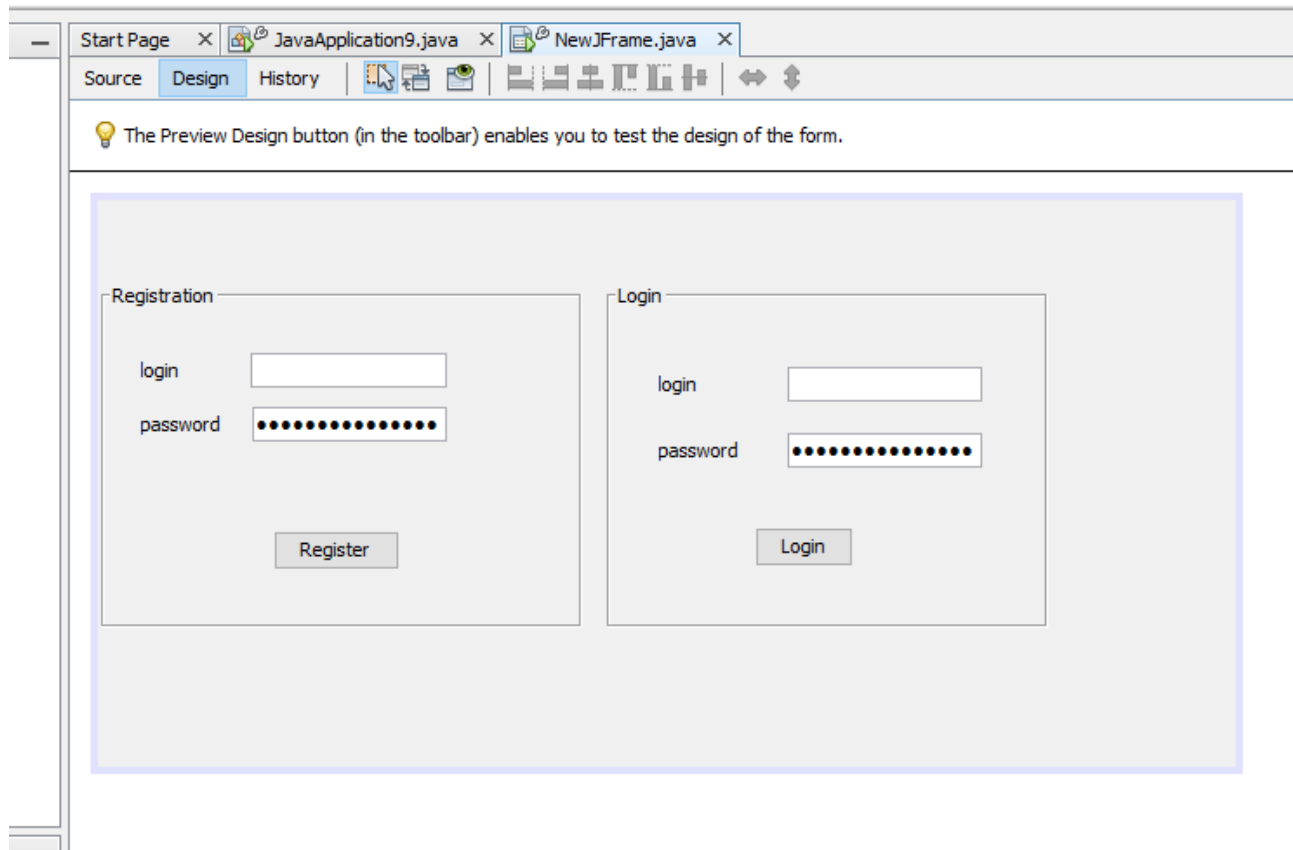 Start Page JavaApplication9.java NewJFrame.java
Source Design History
The Preview Design button (in the toolbar) enables you to test the design of the form.
Registration
login
password •••••••••••••••
Register
Login
login
password •••••••••••••••
Login